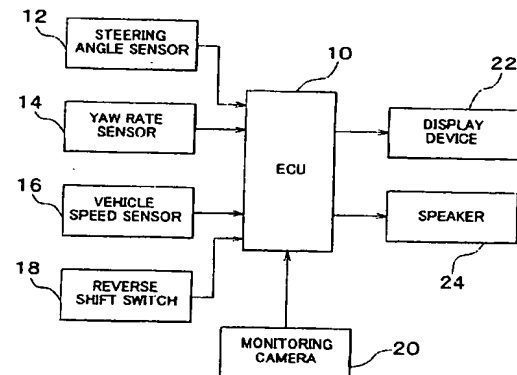 12
STEERING
ANGLE SENSOR
14
YAW RATE
SENSOR
16
VEHICLE
SPEED SENSOR
18
REVERSE
SHIFT SWITCH
10
ECU
MONITORING
CAMERA
20
22
DISPLAY
DEVICE
SPEAKER
24